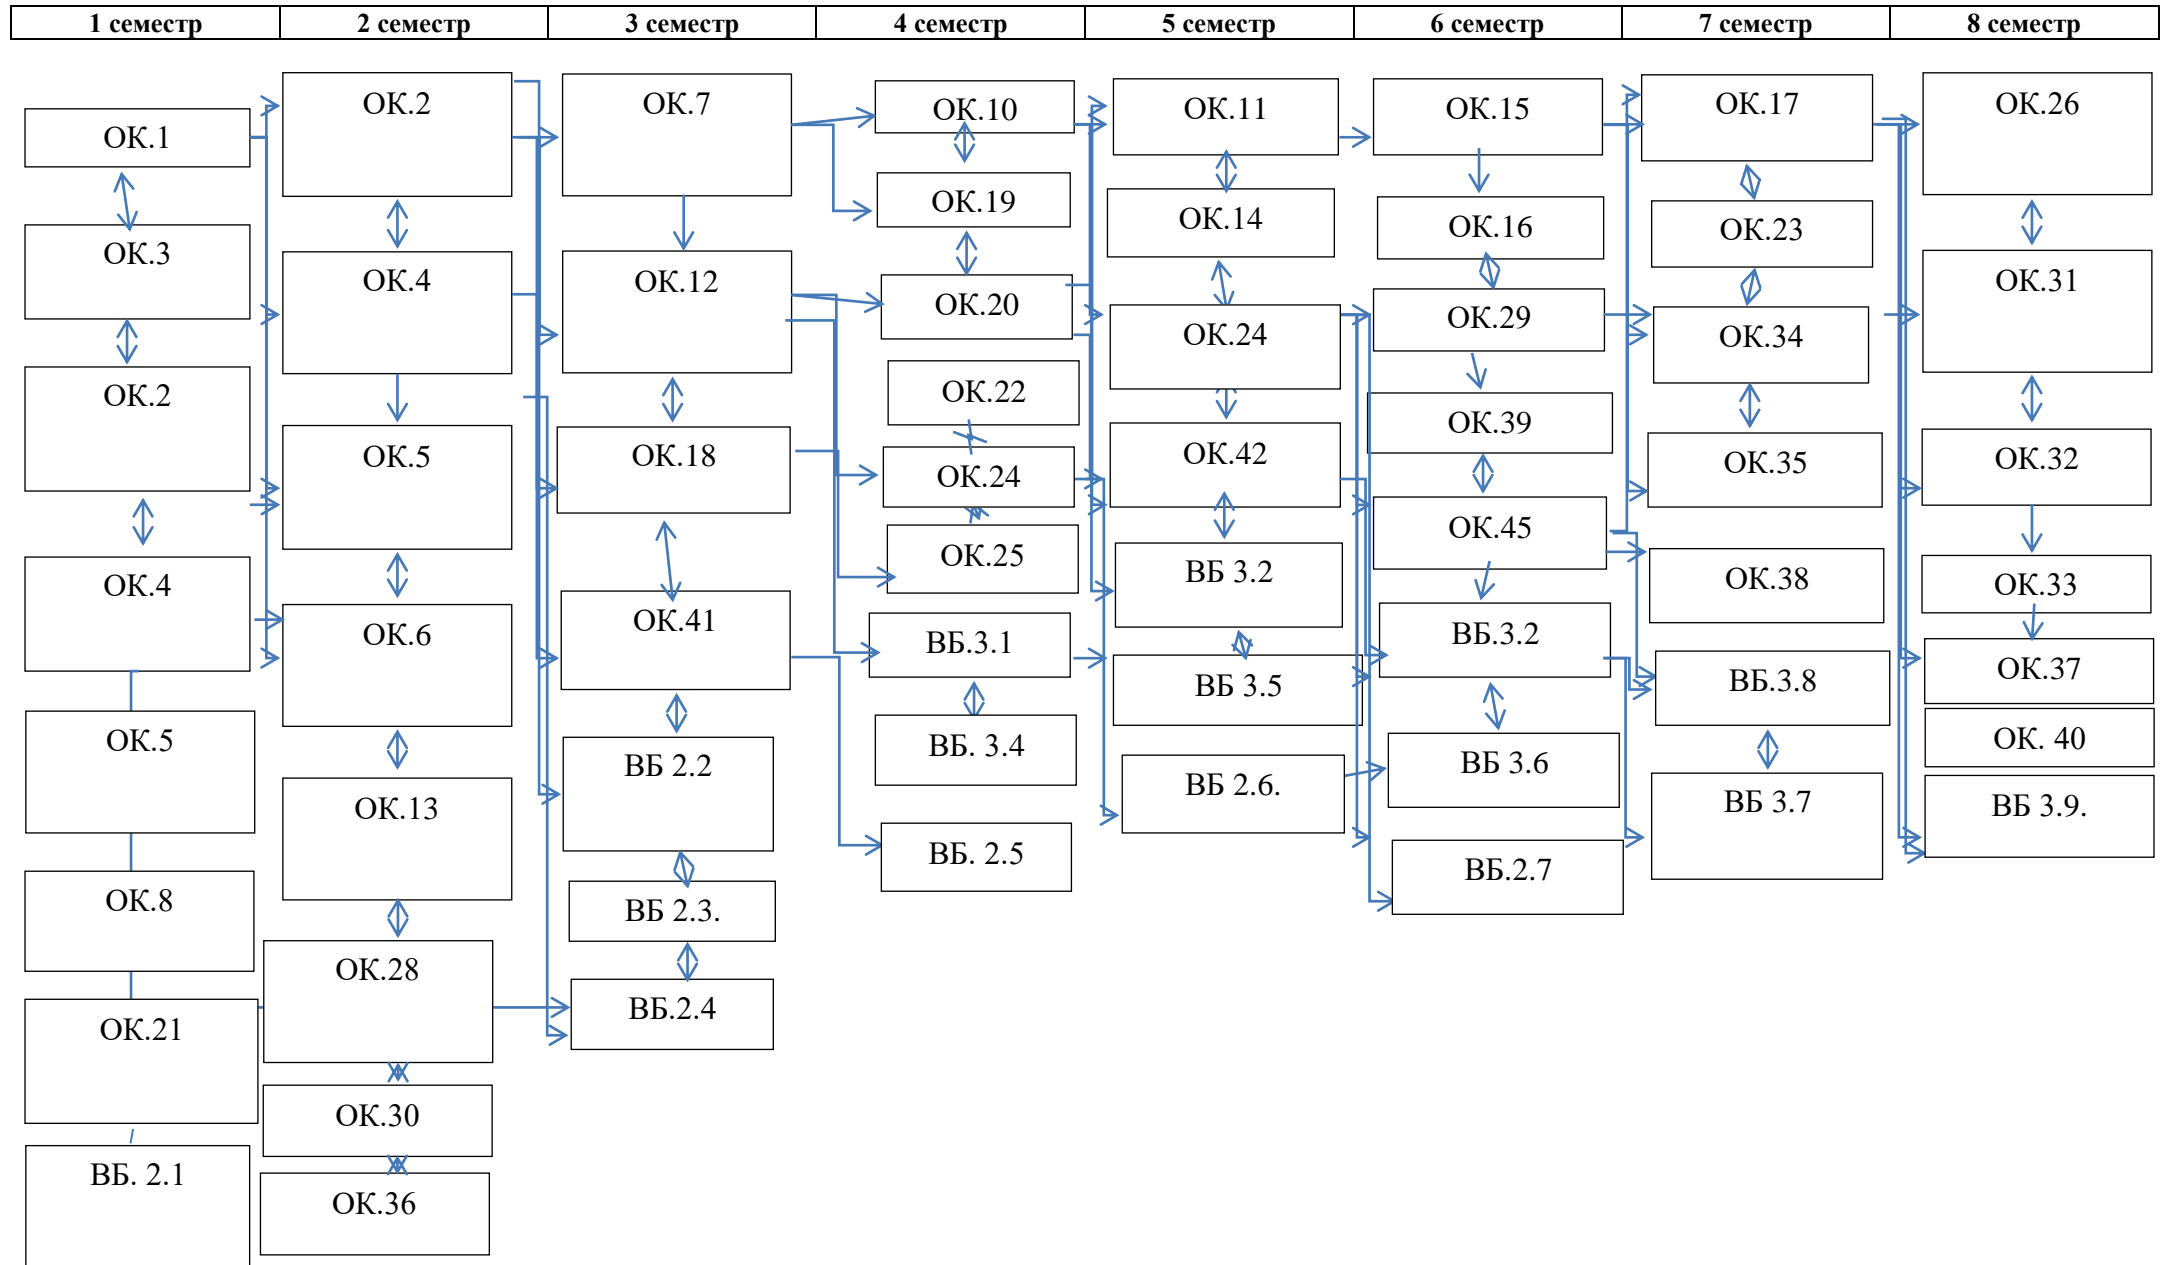 1 семестр
2 семестр
3 семестр
4 семестр
5 семестр
6 семестр
7 семестр
8 семестр
ОК.1
ОК.3
ОК.2
ОК.4
ОК.5
ОК.8
ОК.21
ВБ. 2.1
ОК.2
ОК.4
ОК.5
ОК.6
ОК.13
ОК.28
ОК.30
ОК.36
ОК.7
ОК.12
ОК.18
ОК.41
ВБ 2.2
ВБ 2.3.
ВБ.2.4
ОК.10
ОК.19
ОК.20
ОК.22
ОК.24
ОК.25
ВБ.3.1
ВБ. 3.4
ВБ. 2.5
ОК.11
ОК.14
ОК.24
ОК.42
ВБ 3.2
ВБ 3.5
ВБ 2.6.
ОК.15
ОК.16
ОК.29
ОК.39
ОК.45
ВБ.3.2
ВБ 3.6
ВБ.2.7
ОК.17
ОК.23
ОК.34
ОК.35
ОК.38
ВБ.3.8
ВБ 3.7
ОК.26
ОК.31
ОК.32
ОК.33
ОК.37
ОК. 40
ВБ 3.9.